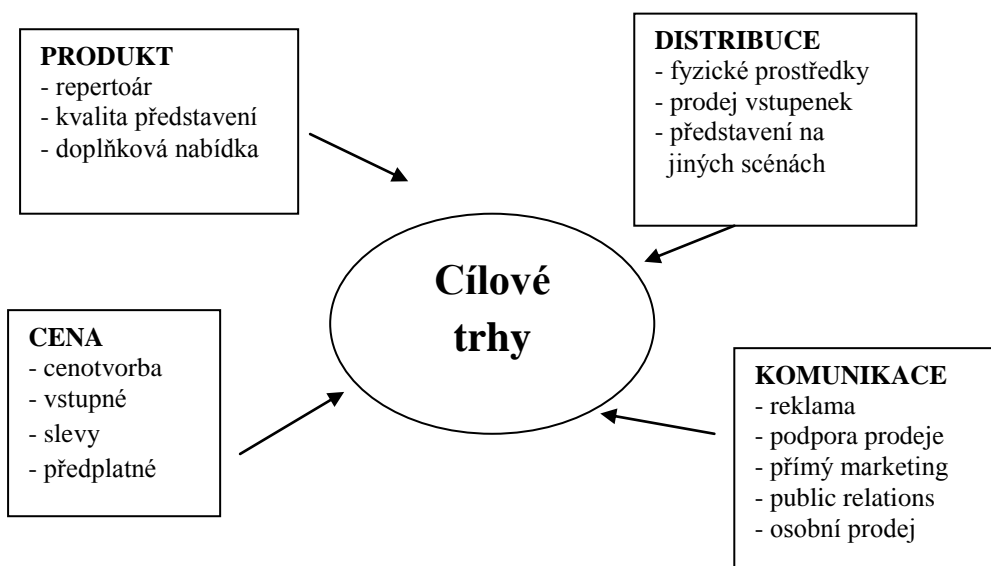 PRODUKT
- repertoár
- kvalita představení
- doplňková nabídka
DISTRIBUCE
- fyzické prostředky
- prodej vstupenek
- představení na
jiných scénách
Cílové
trhy
CENA
- cenotvorba
- vstupné
- slevy
- předplatné
KOMUNIKACE
- reklama
- podpora prodeje
- přímý marketing
- public relations
- osobní prodej